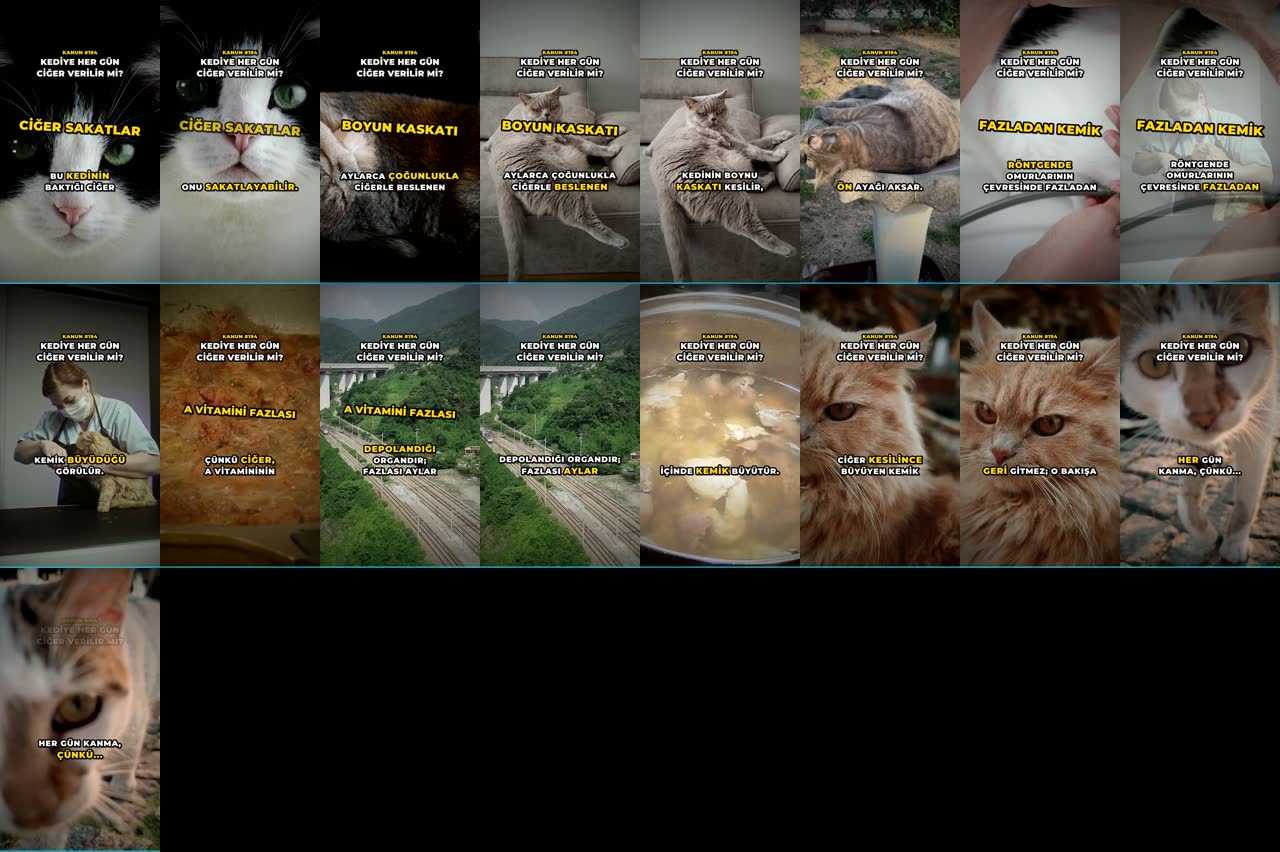 KANUN #194
KEDİYE HER GÜN
CİĞER VERİLİR Mİ?
CİĞER SAKATLAR
BU KEDİNİN
BAKTIĞI CİĞER
KANUN #194
KEDİYE HER GÜN
CİĞER VERİLİR Mİ?
CİĞER SAKATLAR
ONU SAKATLAYABİLİR.
KANUN #194
KEDİYE HER GÜN
CİĞER VERİLİR Mİ?
BOYUN KASKATI
AYLARCA ÇOĞUNLUKLA
CİĞERLE BESLENEN
KANUN #194
KEDİYE HER GÜN
CİĞER VERİLİR Mİ?
BOYUN KASKATI
AYLARCA ÇOĞUNLUKLA
CİĞERLE BESLENEN
KANUN #194
KEDİYE HER GÜN
CİĞER VERİLİR Mİ?
KEDİNİN BOYNU
KASKATI KESİLİR,
KANUN #194
KEDİYE HER GÜN
CİĞER VERİLİR Mİ?
ÖN AYAĞI AKSAR.
KANUN #194
KEDİYE HER GÜN
CİĞER VERİLİR Mİ?
FAZLADAN KEMİK
RÖNTGENDE
OMURLARININ
ÇEVRESİNDE FAZLADAN
KANUN #194
KEDİYE HER GÜN
CİĞER VERİLİR Mİ?
FAZLADAN KEMİK
RÖNTGENDE
OMURLARININ
ÇEVRESİNDE FAZLADAN
KANUN #194
KEDİYE HER GÜN
CİĞER VERİLİR Mİ?
KEMİK BÜYÜDÜĞÜ
GÖRÜLÜR.
KANUN #194
KEDİYE HER GÜN
CİĞER VERİLİR Mİ?
A VİTAMİNİ FAZLASI
ÇÜNKÜ CİĞER,
A VİTAMİNİNİN
KANUN #194
KEDİYE HER GÜN
CİĞER VERİLİR Mİ?
A VİTAMİNİ FAZLASI
DEPOLANDIĞI
ORGANDIR;
FAZLASI AYLAR
KANUN #194
KEDİYE HER GÜN
CİĞER VERİLİR Mİ?
DEPOLANDIĞI ORGANDIR;
FAZLASI AYLAR
KANUN #194
KEDİYE HER GÜN
CİĞER VERİLİR Mİ?
İÇİNDE KEMİK BÜYÜTÜR.
KANUN #194
KEDİYE HER GÜN
CİĞER VERİLİR Mİ?
CİĞER KESİLİNCE
BÜYÜYEN KEMİK
KANUN #194
KEDİYE HER GÜN
CİĞER VERİLİR Mİ?
GERİ GİTMEZ; O BAKIŞA
KANUN #194
KEDİYE HER GÜN
CİĞER VERİLİR Mİ?
HER GÜN
KANMA, ÇÜNKÜ...
KANUN #194
KEDİYE HER GÜN
CİĞER VERİLİR Mİ?
HER GÜN KANMA,
ÇÜNKÜ...